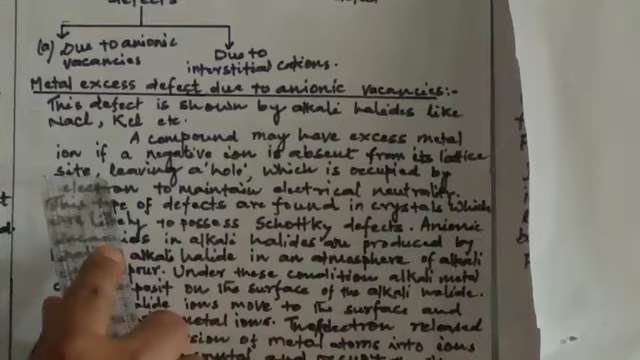 defects
(a) Due to anionic
vacancies
Due to
interstitial cations.
Metal excess defect due to anionic vacancies:-
This defect is shown by alkali halides like
Nacl, Kcl etc.
A compound may have excess metal
ion if a negative ion is absent from its lattice
site, leaving a 'hole', which is occupied by
electron to maintain electrical neutrality.
type of defects are found in crystals which
are likely to possess Schottky defects. Anionic
in alkali halides are produced by
alkali halide in an atmosphere of alkali
Under these condition alkali metal
on the surface of the alkali halide.
ions move to the surface and
metal ions. The electron released
of metal atoms into ions
and